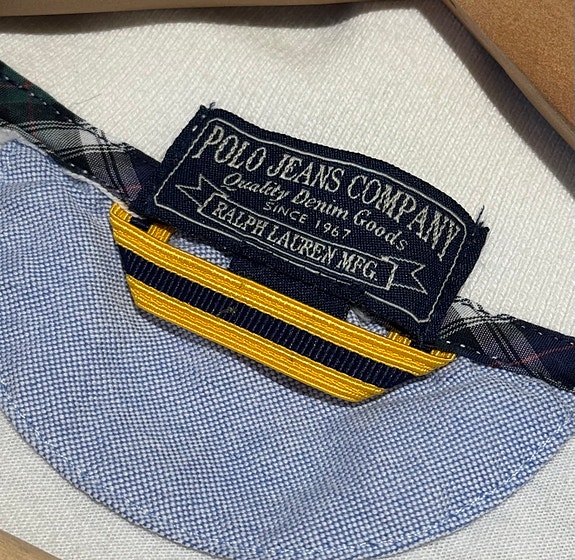 POLO JEANS COMPANY
Quality Denim Goods
SINCE 1967
RALPH LAUREN MFG.